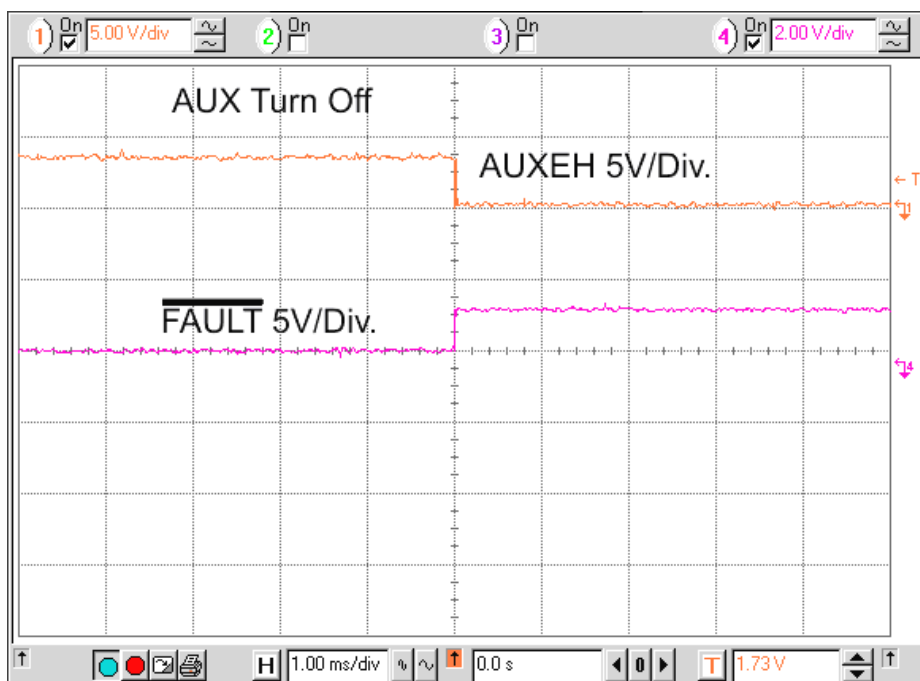 1) On 5.00 V/div 2) On 3) On 4) On 2.00 V/div
AUX Turn Off
AUXEH 5V/Div.
T
1
FAULT 5V/Div.
4
H 1.00 ms/div 0.0 s 0 T 1.73 V